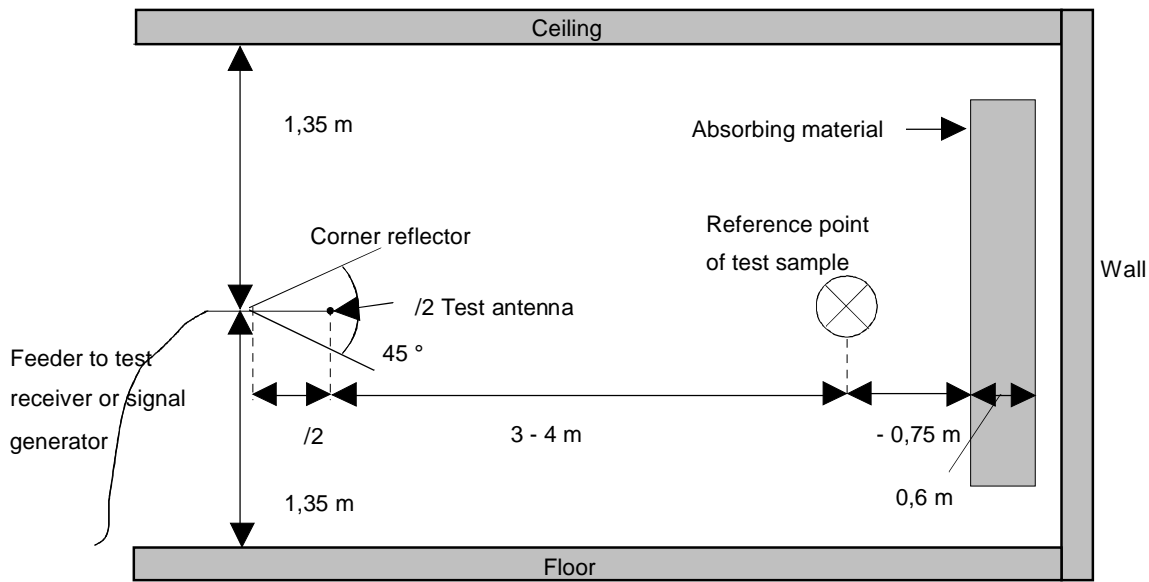 Ceiling
1,35 m
Absorbing material
Reference point
of test sample
Corner reflector
Wall
/2 Test antenna
45 °
Feeder to test
receiver or signal
generator
/2
3 - 4 m
- 0,75 m
0,6 m
1,35 m
Floor